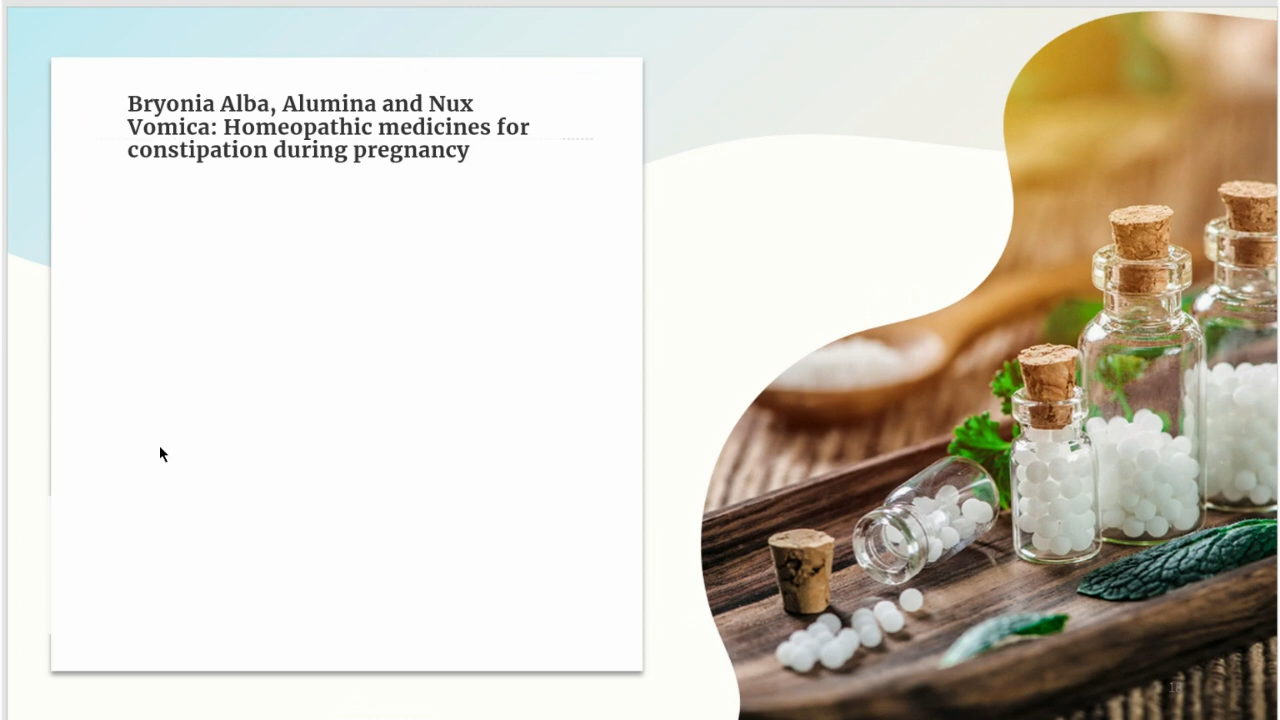 Bryonia Alba, Alumina and Nux
Vomica: Homeopathic medicines for
constipation during pregnancy